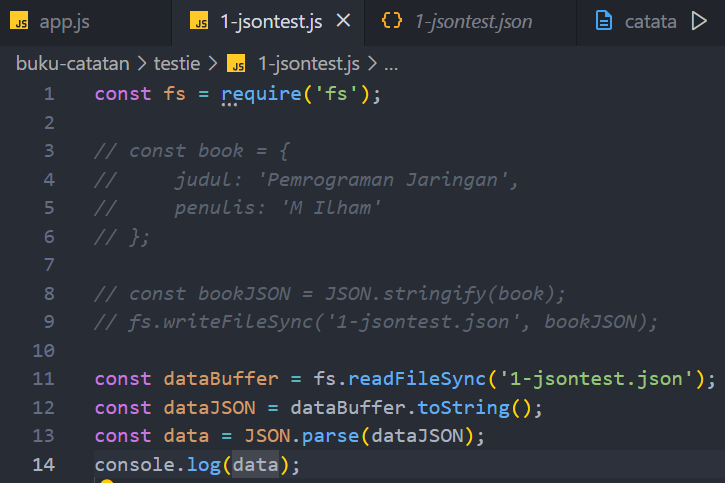 JS app.js JS 1-jsontest.js × {} 1-jsontest.json catata
buku-catatan > testie > JS 1-jsontest.js > ...
1 const fs = require('fs');
2
3 // const book = {
4 //     judul: 'Pemrograman Jaringan',
5 //     penulis: 'M Ilham'
6 // };
7
8 // const bookJSON = JSON.stringify(book);
9 // fs.writeFileSync('1-jsontest.json', bookJSON);
10
11 const dataBuffer = fs.readFileSync('1-jsontest.json');
12 const dataJSON = dataBuffer.toString();
13 const data = JSON.parse(dataJSON);
14 console.log(data);